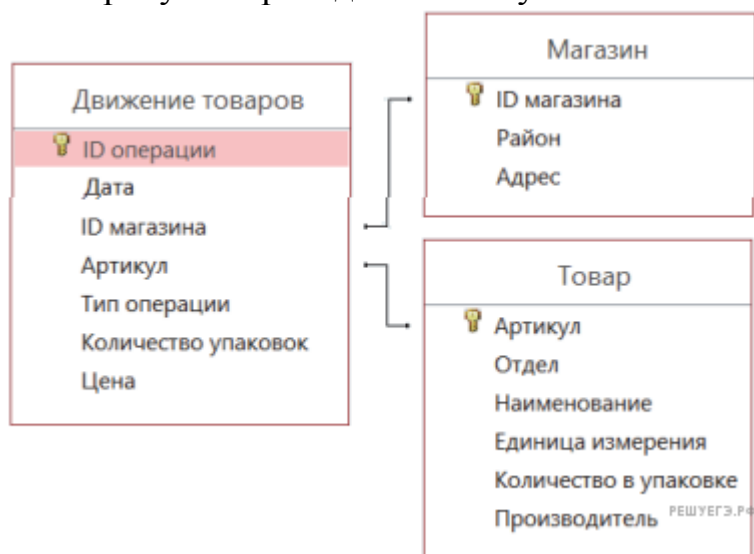 Движение товаров
ID операции
Дата
ID магазина
Артикул
Тип операции
Количество упаковок
Цена
Магазин
ID магазина
Район
Адрес
Товар
Артикул
Отдел
Наименование
Единица измерения
Количество в упаковке
Производитель
РЕШУЕГЭ.РФ